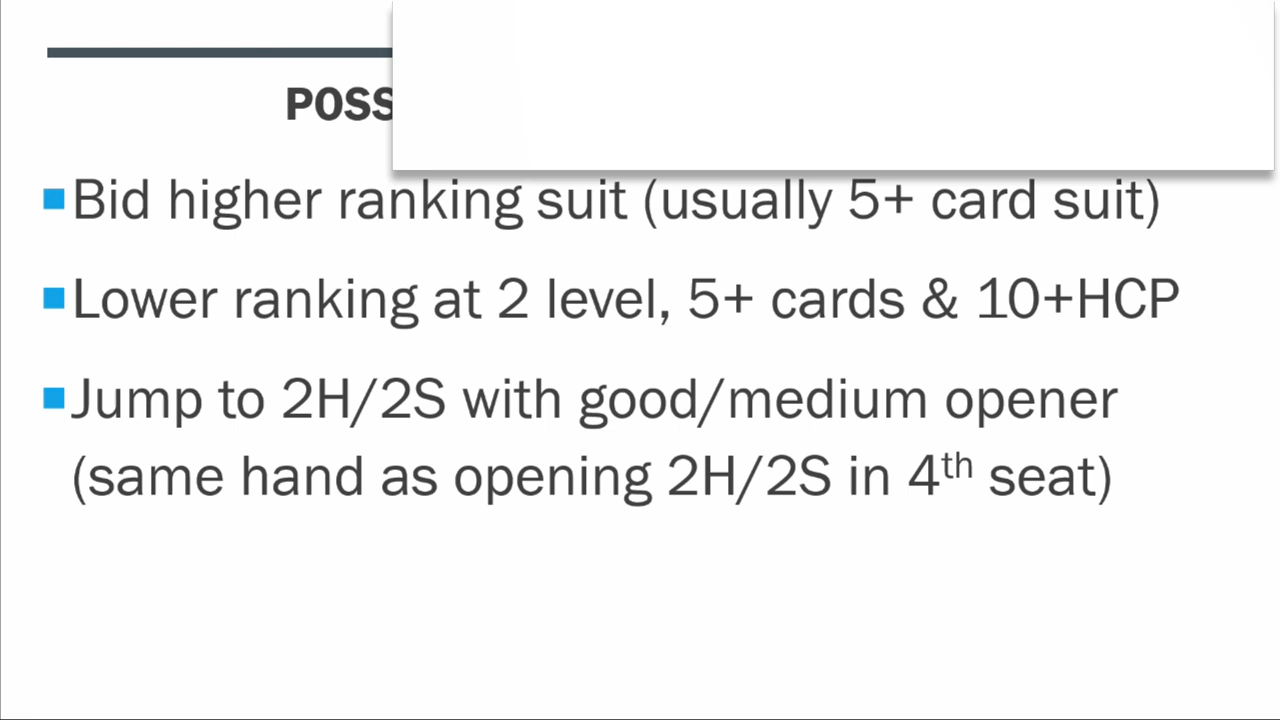 Bid higher ranking suit (usually 5+ card suit)
Lower ranking at 2 level, 5+ cards & 10+HCP
Jump to 2H/2S with good/medium opener
(same hand as opening 2H/2S in 4th seat)